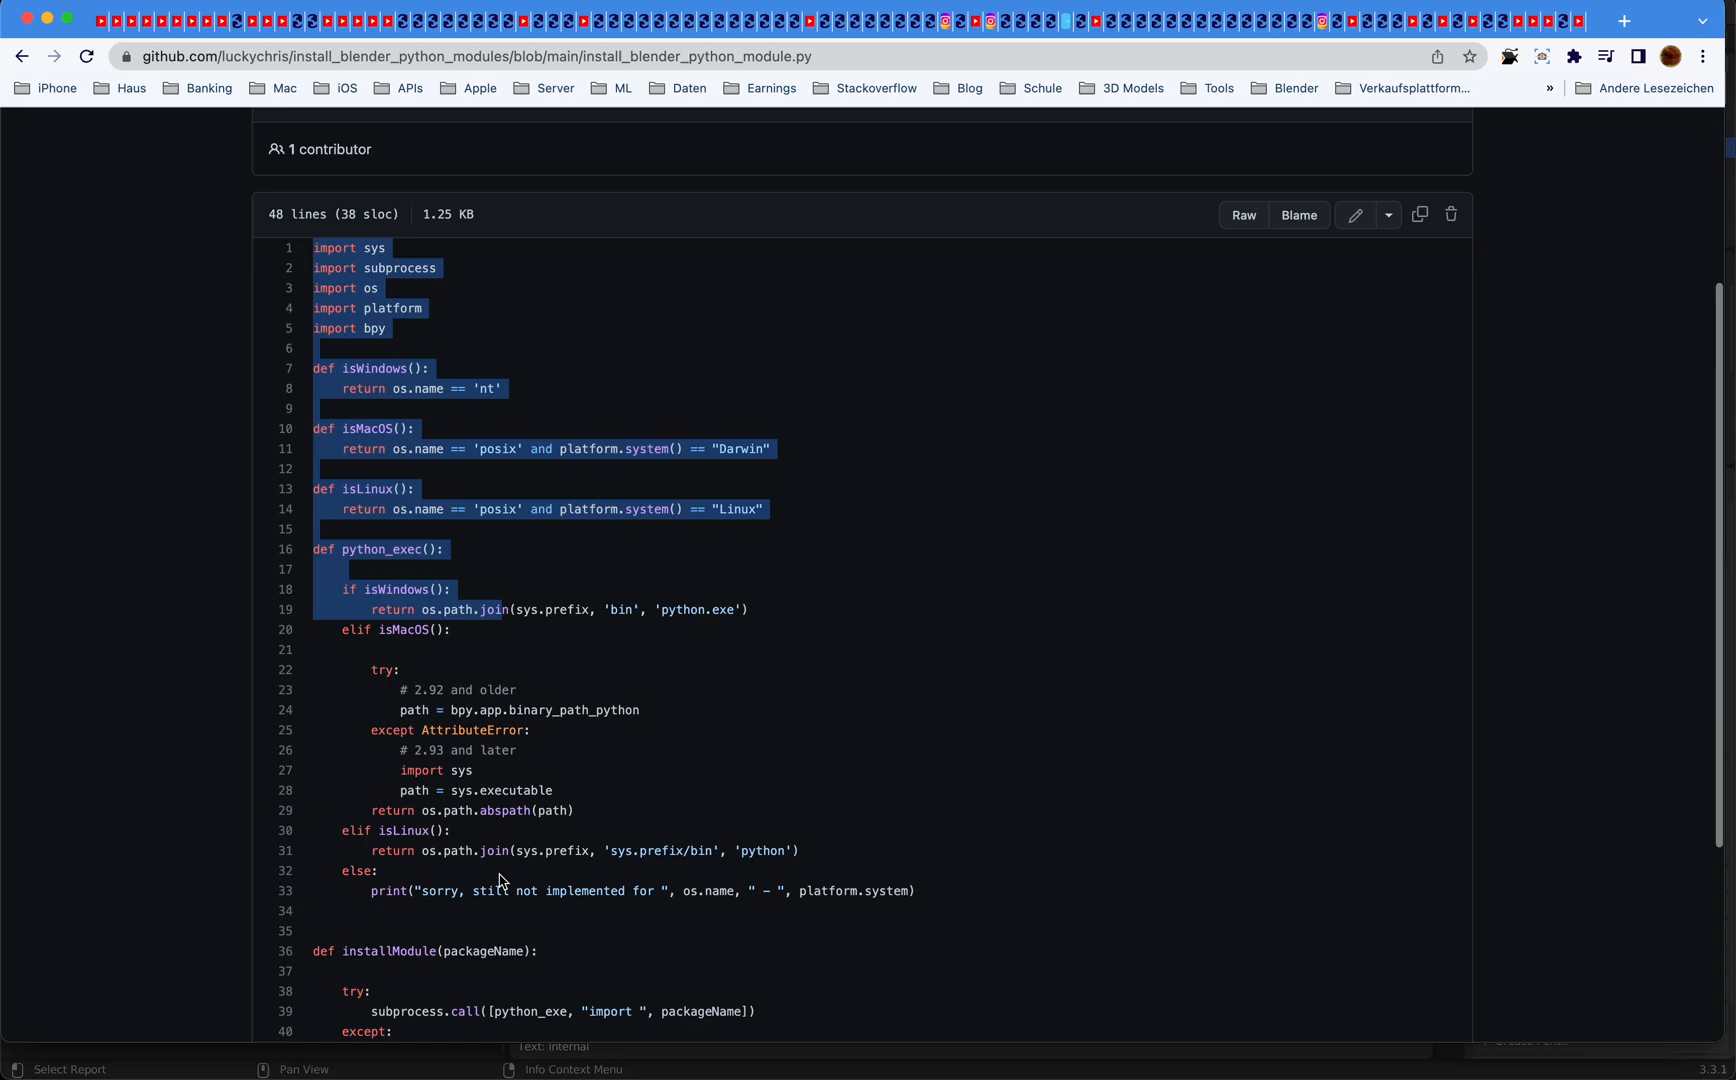 github.com/luckychris/install_blender_python_modules/blob/main/install_blender_python_module.py
iPhone Haus Banking Mac iOS APIs Apple Server ML Daten Earnings Stackoverflow Blog Schule 3D Models Tools Blender Verkaufsplattform... » Andere Lesezeichen
1 contributor
48 lines (38 sloc) 1.25 KB Raw Blame
1 import sys
2 import subprocess
3 import os
4 import platform
5 import bpy
6
7 def isWindows():
8 return os.name == 'nt'
9
10 def isMacOS():
11 return os.name == 'posix' and platform.system() == "Darwin"
12
13 def isLinux():
14 return os.name == 'posix' and platform.system() == "Linux"
15
16 def python_exec():
17
18 if isWindows():
19 return os.path.join(sys.prefix, 'bin', 'python.exe')
20 elif isMacOS():
21
22 try:
23 # 2.92 and older
24 path = bpy.app.binary_path_python
25 except AttributeError:
26 # 2.93 and later
27 import sys
28 path = sys.executable
29 return os.path.abspath(path)
30 elif isLinux():
31 return os.path.join(sys.prefix, 'sys.prefix/bin', 'python')
32 else:
33 print("sorry, still not implemented for ", os.name, " - ", platform.system)
34
35
36 def installModule(packageName):
37
38 try:
39 subprocess.call([python_exe, "import ", packageName])
40 except:
Text: Internal
Select Report Pan View Info Context Menu 3.3.1